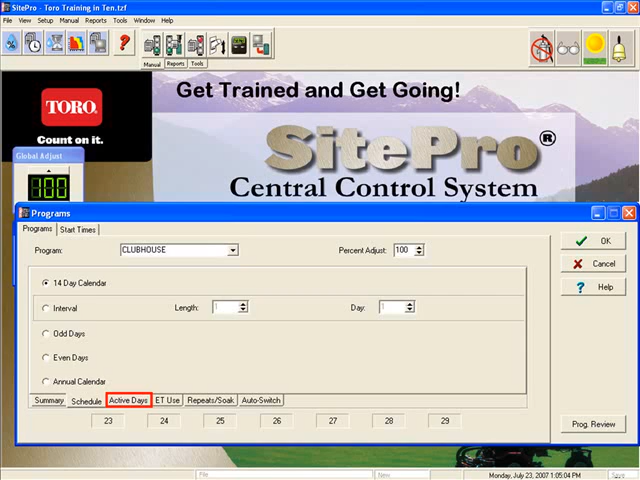 SitePro - Toro Training in Ten.tzf
File View Setup Manual Reports Tools Window Help
Manual Reports Tools
Get Trained and Get Going!
TORO.
Count on it.
SitePro®
Central Control System
Global Adjust
100
Programs
Programs Start Times
Program: CLUBHOUSE Percent Adjust: 100
OK
Cancel
Help
14 Day Calendar
Interval Length: 1 Day: 1
Odd Days
Even Days
Annual Calendar
Summary Schedule Active Days ET Use Repeats/Soak Auto-Switch
23 24 25 26 27 28 29
Prog. Review
File New Monday, July 23, 2007 1:05:04 PM Save